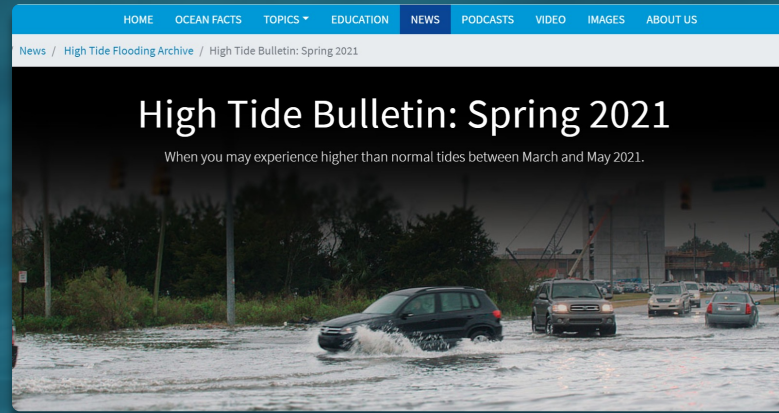 HOME OCEAN FACTS TOPICS EDUCATION NEWS PODCASTS VIDEO IMAGES ABOUT US
/ News / High Tide Flooding Archive / High Tide Bulletin: Spring 2021
High Tide Bulletin: Spring 2021
When you may experience higher than normal tides between March and May 2021.